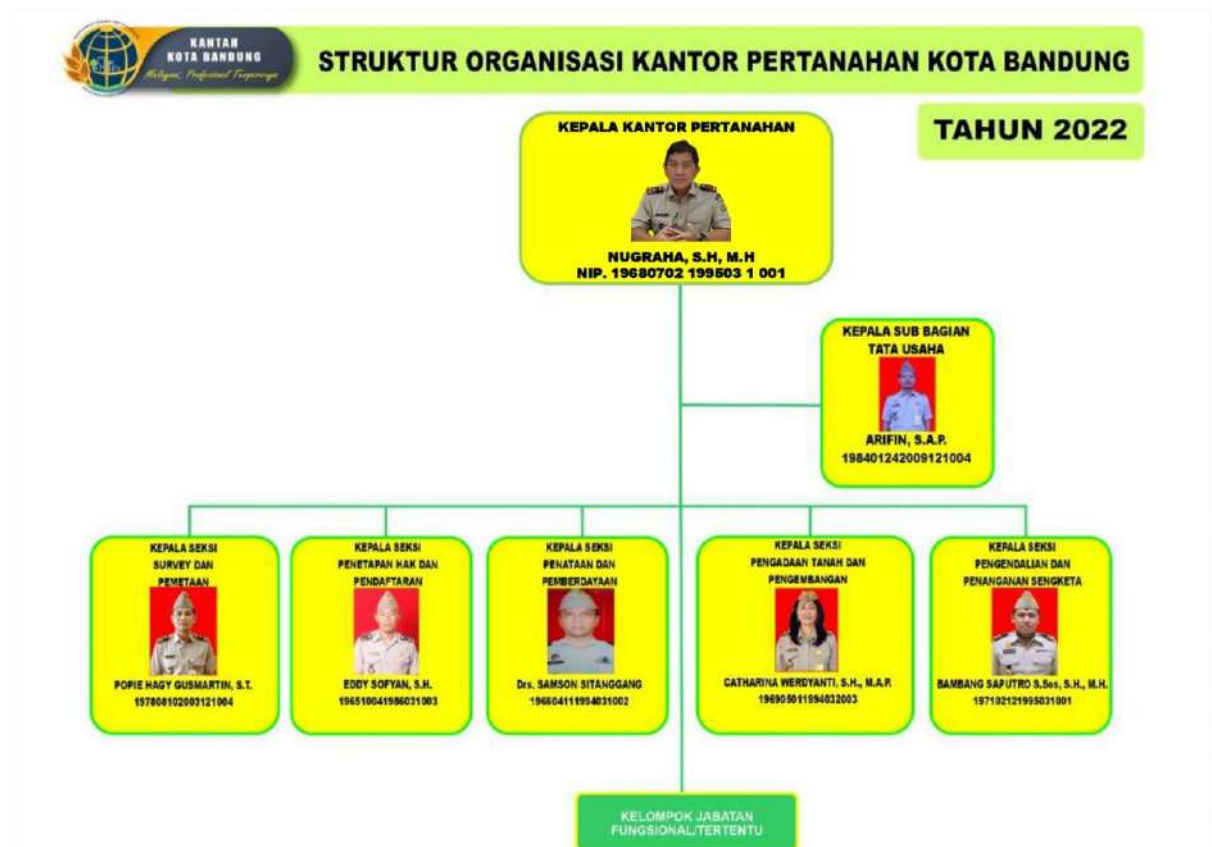 KANTAH
KOTA BANDUNG
Melayani, Profesional Terpercaya
STRUKTUR ORGANISASI KANTOR PERTANAHAN KOTA BANDUNG
TAHUN 2022
KEPALA KANTOR PERTANAHAN
NUGRAHA, S.H, M.H
NIP. 19680702 199503 1 001
KEPALA SUB BAGIAN
TATA USAHA
ARIFIN, S.A.P.
198401242009121004
KEPALA SEKSI
SURVEY DAN
PEMETAAN
POPIE HAGY GUSMARTIN, S.T.
197808102003121004
KEPALA SEKSI
PENETAPAN HAK DAN
PENDAFTARAN
EDDY SOFYAN, S.H.
196510041986031003
KEPALA SEKSI
PENATAAN DAN
PEMBERDAYAAN
Drs. SAMSON SITANGGANG
196604111994031002
KEPALA SEKSI
PENGADAAN TANAH DAN
PENGEMBANGAN
CATHARINA WERDYANTI, S.H., M.A.P.
196905011994032003
KEPALA SEKSI
PENGENDALIAN DAN
PENANGANAN SENGKETA
BAMBANG SAPUTRO S.Sos, S.H., M.H.
197102121995031001
KELOMPOK JABATAN
FUNGSIONAL/TERTENTU